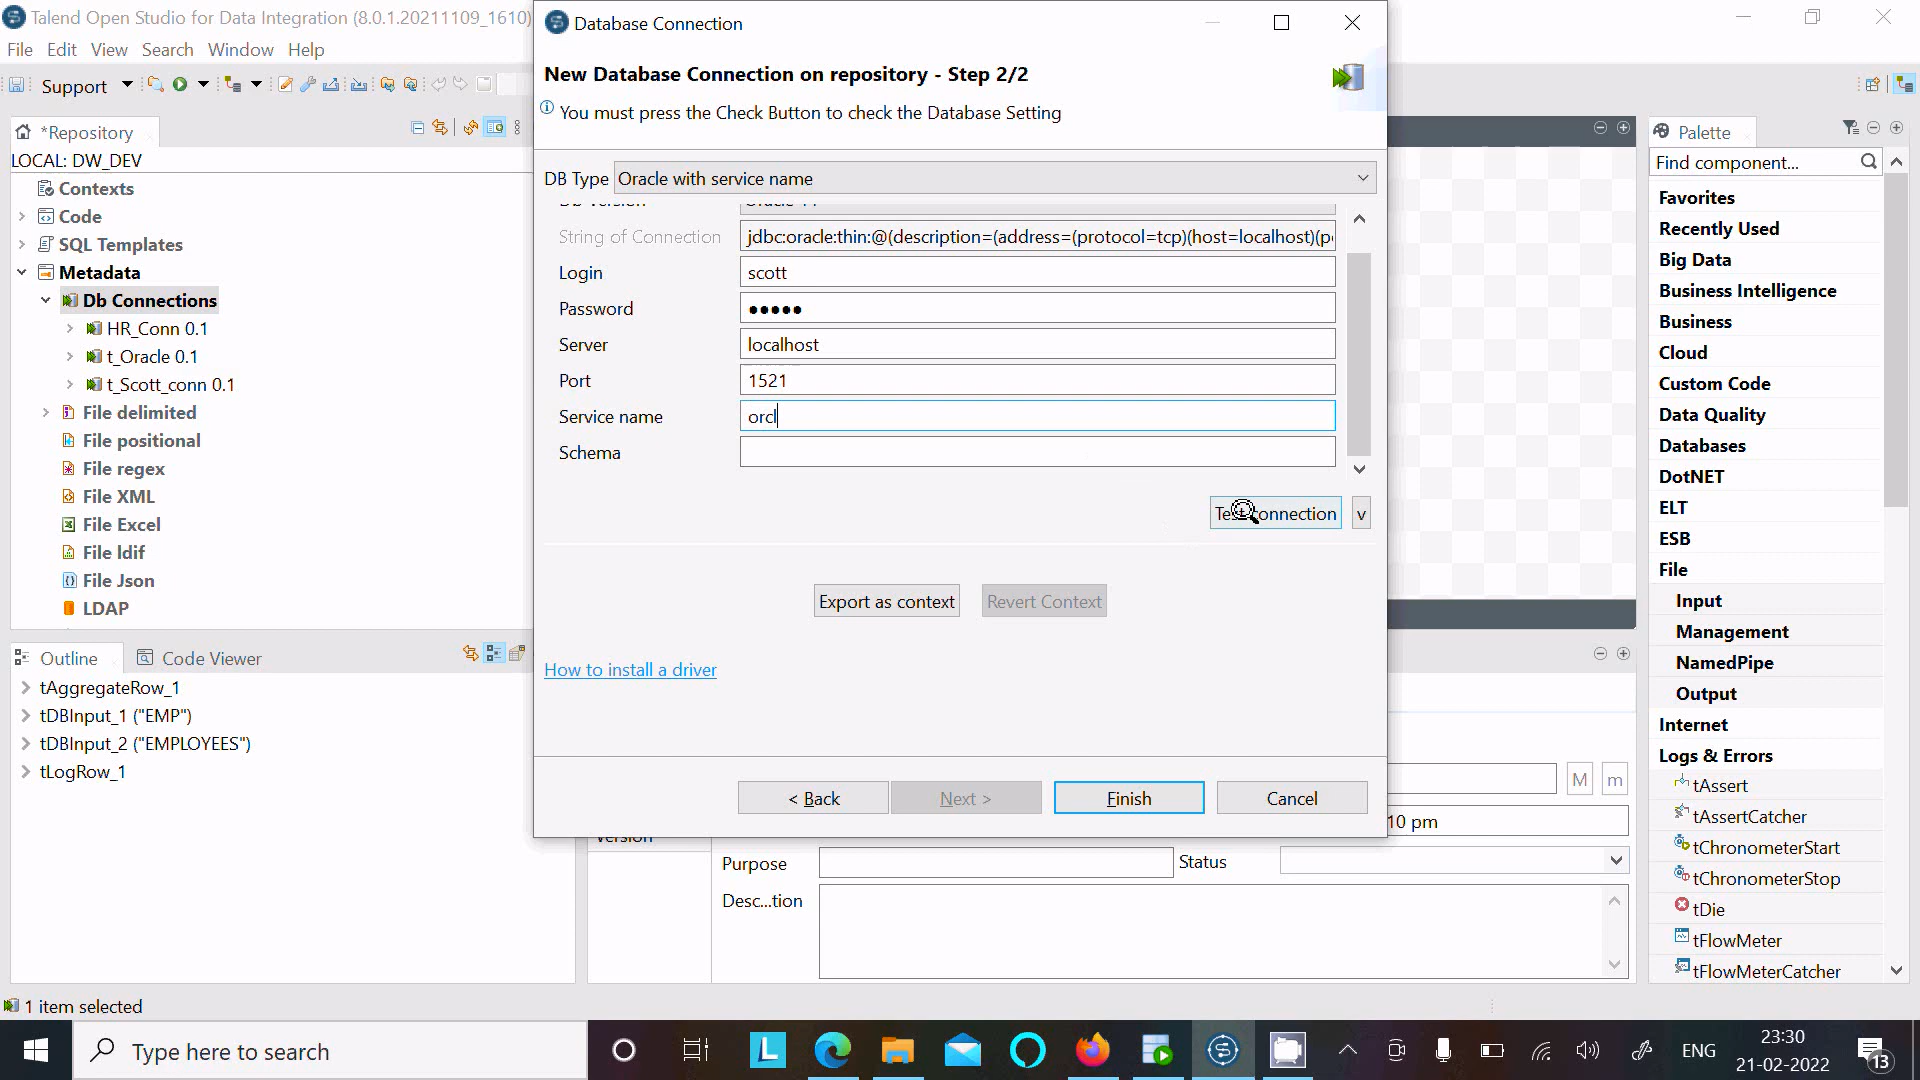 Talend Open Studio for Data Integration (8.0.1.20211109_1610)
File Edit View Search Window Help
Support
*Repository
LOCAL: DW_DEV
Contexts
Code
SQL Templates
Metadata
Db Connections
HR_Conn 0.1
t_Oracle 0.1
t_Scott_conn 0.1
File delimited
File positional
File regex
File XML
File Excel
File ldif
File Json
LDAP
Outline Code Viewer
tAggregateRow_1
tDBInput_1 ("EMP")
tDBInput_2 ("EMPLOYEES")
tLogRow_1
1 item selected
Database Connection
New Database Connection on repository - Step 2/2
You must press the Check Button to check the Database Setting
DB Type Oracle with service name
String of Connection jdbc:oracle:thin:@(description=(address=(protocol=tcp)(host=localhost)(p
Login scott
Password ●●●●●
Server localhost
Port 1521
Service name orcl
Schema
Test connection v
Export as context Revert Context
How to install a driver
< Back Next > Finish Cancel
M m
10 pm
Purpose Status
Desc...tion
Palette
Find component...
Favorites
Recently Used
Big Data
Business Intelligence
Business
Cloud
Custom Code
Data Quality
Databases
DotNET
ELT
ESB
File
Input
Management
NamedPipe
Output
Internet
Logs & Errors
tAssert
tAssertCatcher
tChronometerStart
tChronometerStop
tDie
tFlowMeter
tFlowMeterCatcher
Type here to search
L
ENG
23:30
21-02-2022
13